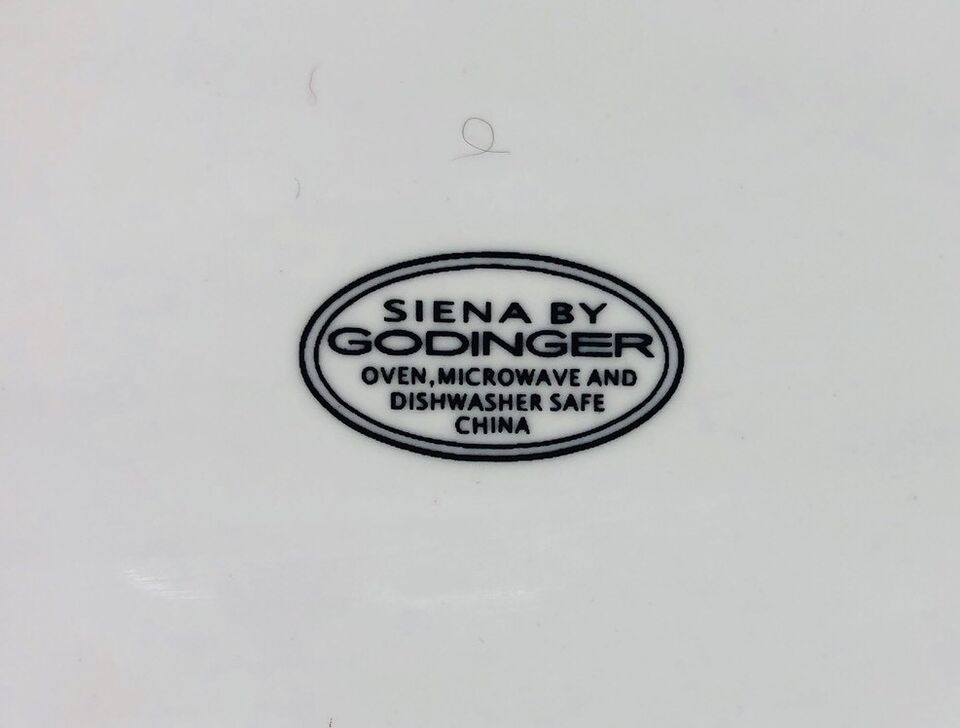 SIENA BY
GODINGER
OVEN,MICROWAVE AND
DISHWASHER SAFE
CHINA